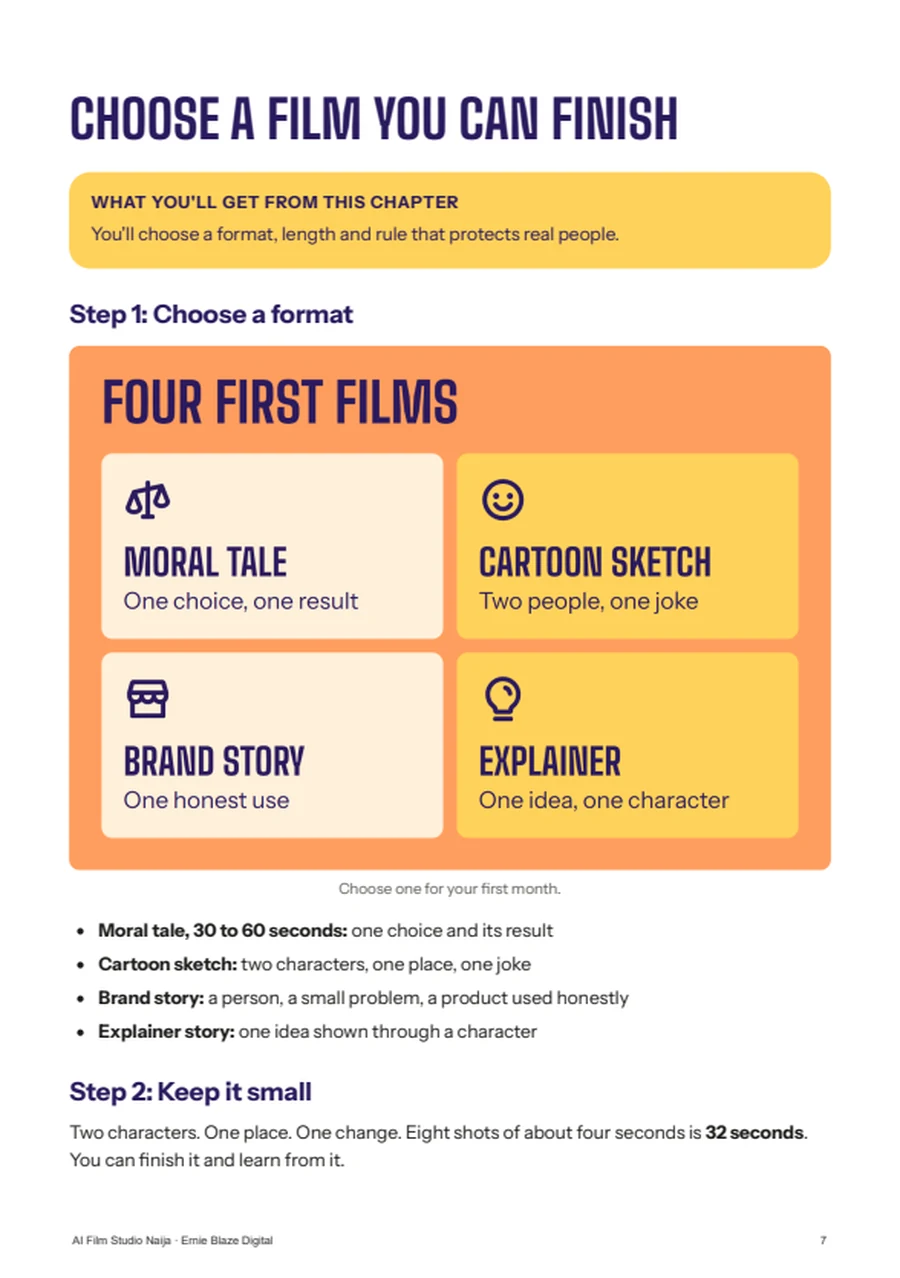 CHOOSE A FILM YOU CAN FINISH
WHAT YOU'LL GET FROM THIS CHAPTER
You'll choose a format, length and rule that protects real people.
Step 1: Choose a format
FOUR FIRST FILMS
MORAL TALE
One choice, one result
CARTOON SKETCH
Two people, one joke
BRAND STORY
One honest use
EXPLAINER
One idea, one character
Choose one for your first month.
• Moral tale, 30 to 60 seconds: one choice and its result
• Cartoon sketch: two characters, one place, one joke
• Brand story: a person, a small problem, a product used honestly
• Explainer story: one idea shown through a character
Step 2: Keep it small
Two characters. One place. One change. Eight shots of about four seconds is 32 seconds.
You can finish it and learn from it.
AI Film Studio Naija · Ernie Blaze Digital
7